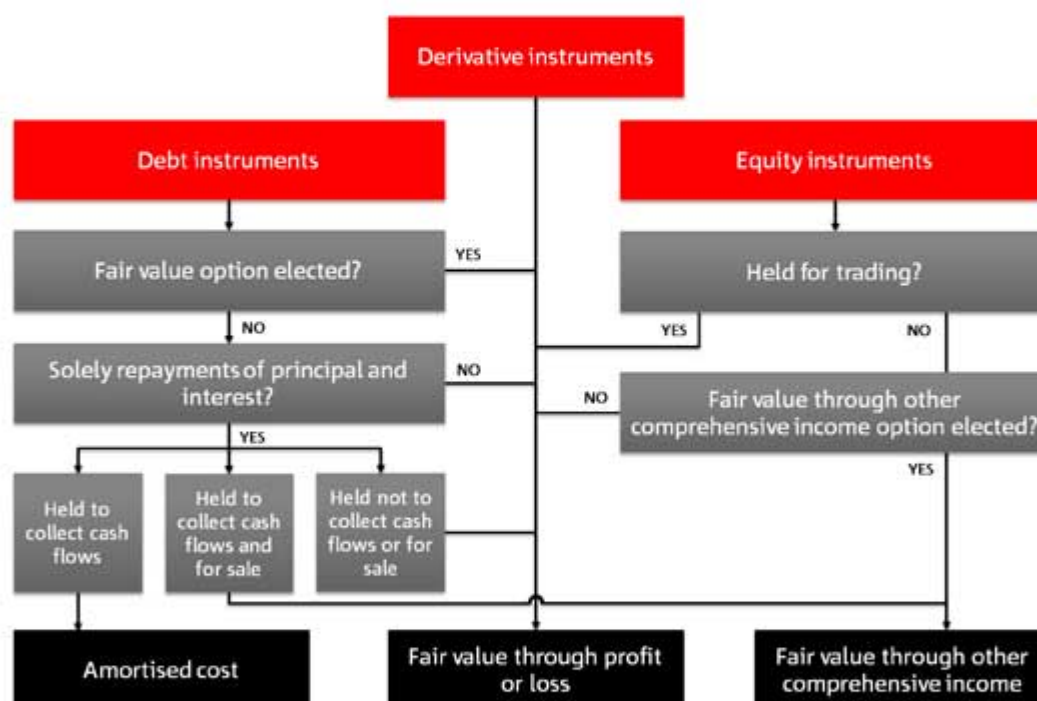 Derivative instruments
Debt instruments
Equity instruments
Fair value option elected?
YES
Held for trading?
NO
YES
NO
Solely repayments of principal and
interest?
NO
NO
Fair value through other
comprehensive income option elected?
YES
YES
Held to
collect cash
flows
Held to
collect cash
flows and
for sale
Held not to
collect cash
flows or for
sale
Amortised cost
Fair value through profit
or loss
Fair value through other
comprehensive income